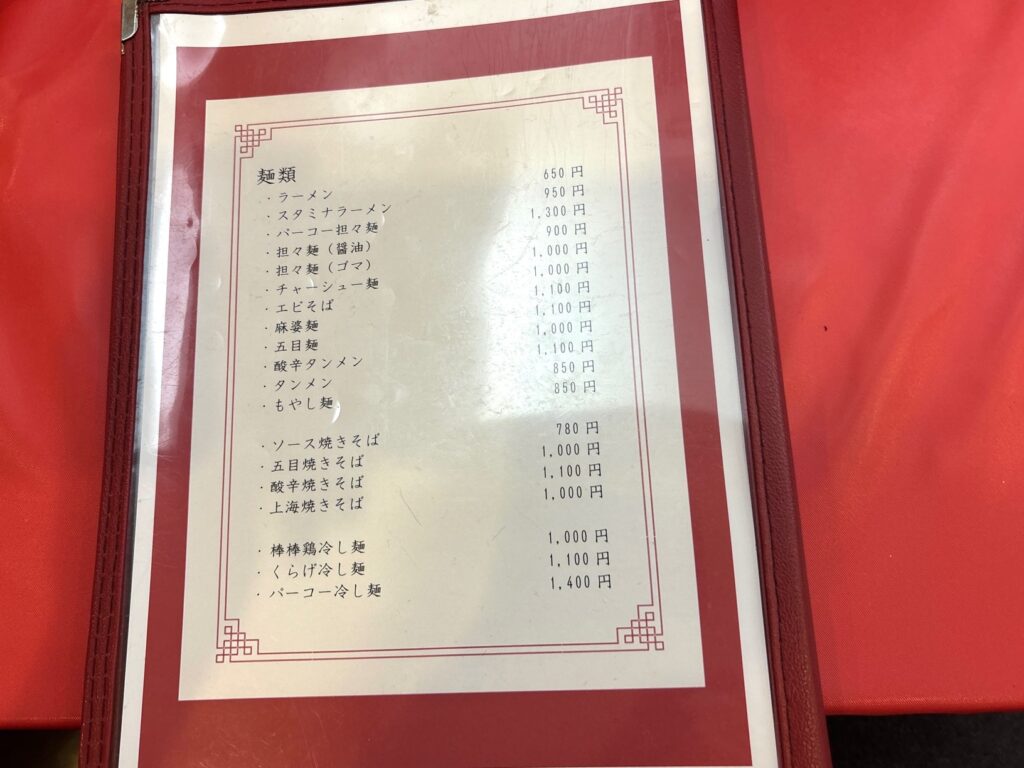 麺類
・ラーメン 650円
・スタミナラーメン 950円
・パーコー担々麺 1,300円
・担々麺（醤油） 900円
・担々麺（ゴマ） 1,000円
・チャーシュー麺 1,000円
・エビそば 1,100円
・麻婆麺 1,100円
・五目麺 1,000円
・酸辛タンメン 1,100円
・タンメン 850円
・もやし麺 850円
・ソース焼きそば 780円
・五目焼きそば 1,000円
・酸辛焼きそば 1,100円
・上海焼きそば 1,000円
・棒棒鶏冷し麺 1,000円
・くらげ冷し麺 1,100円
・パーコー冷し麺 1,400円